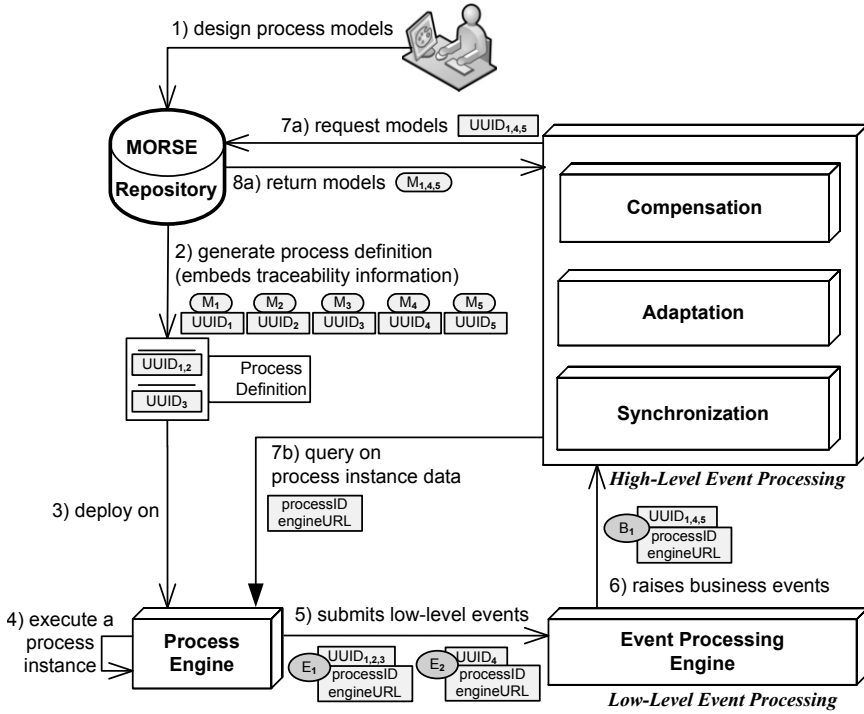 1) design process models
MORSE
Repository
7a) request models UUID1,4,5
8a) return models M1,4,5
Compensation
Adaptation
Synchronization
High-Level Event Processing
2) generate process definition
(embeds traceability information)
M1 M2 M3 M4 M5
UUID1 UUID2 UUID3 UUID4 UUID5
UUID1,2
UUID3
Process
Definition
3) deploy on
7b) query on
process instance data
processID
engineURL
B1
UUID1,4,5
processID
engineURL
6) raises business events
4) execute a
process
instance
Process
Engine
5) submits low-level events
E1
UUID1,2,3
processID
engineURL
E2
UUID4
processID
engineURL
Event Processing
Engine
Low-Level Event Processing